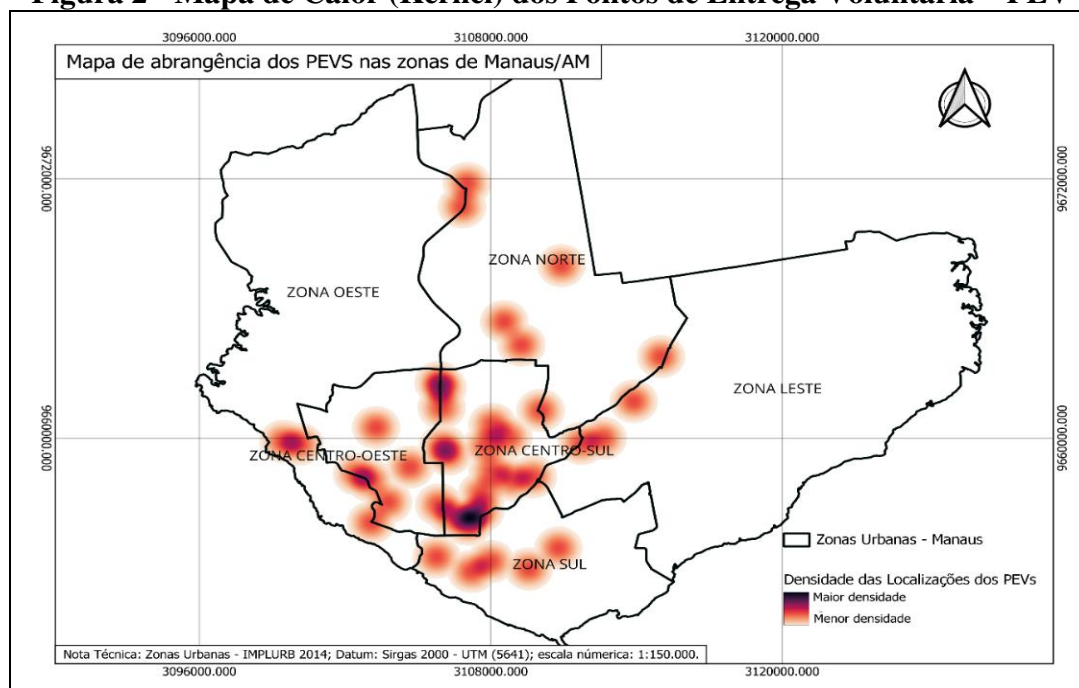 Figura 2 - Mapa de Calor (Kernel) dos Pontos de Entrega Voluntária – PEV
3096000.000 3108000.000 3120000.000
Mapa de abrangência dos PEVS nas zonas de Manaus/AM
9672000.000 9672000.000
ZONA NORTE
ZONA OESTE
ZONA LESTE
9660000.000 9660000.000
ZONA CENTRO-OESTE ZONA CENTRO-SUL
Zonas Urbanas - Manaus
ZONA SUL
Densidade das Localizações dos PEVs
Maior densidade
Menor densidade
Nota Técnica: Zonas Urbanas - IMPLURB 2014; Datum: Sirgas 2000 - UTM (5641); escala númerica: 1:150.000.
3096000.000 3108000.000 3120000.000